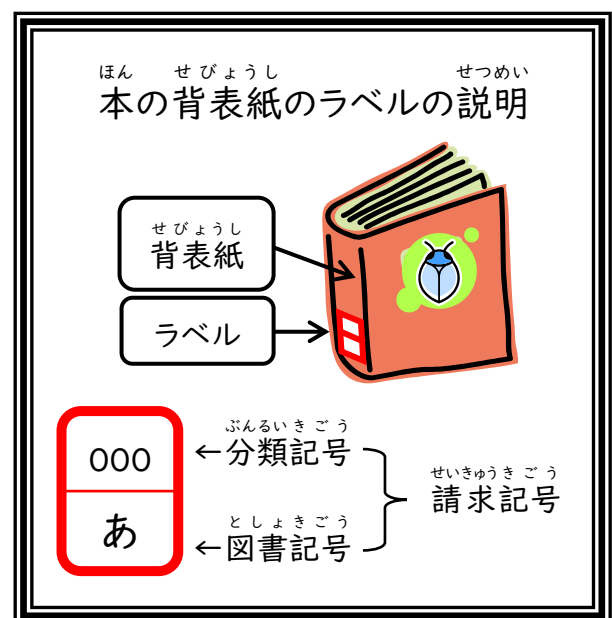 ほん せびょうし せつめい
本の背表紙のラベルの説明
せびょうし
背表紙
ラベル
ぶんるいきごう
000 ←分類記号
せいきゅうきごう
請求記号
としょきごう
あ ←図書記号